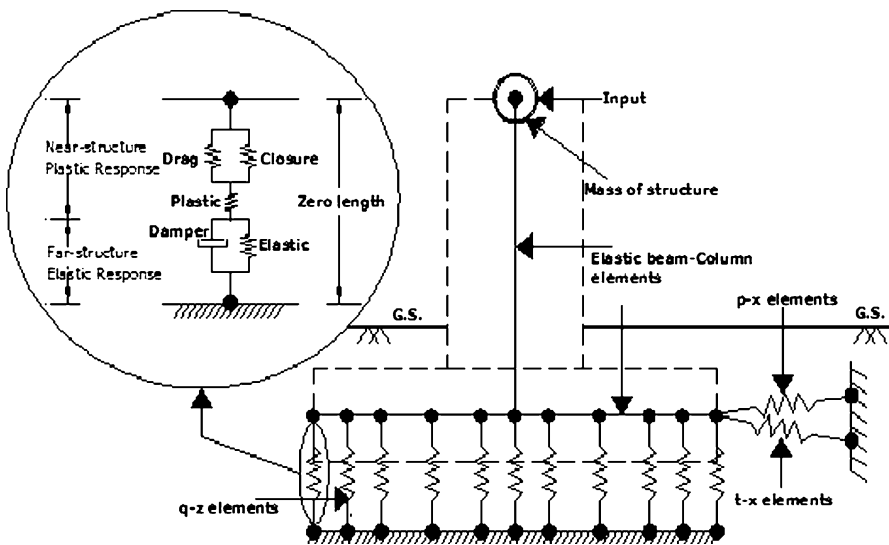 Near-structure
Plastic Response
Drag
Closure
Plastic
Zero length
Damper
Elastic
Far-structure
Elastic Response
Input
Mass of structure
Elastic beam-Column
elements
G.S.
p-x elements
G.S.
q-z elements
t-x elements